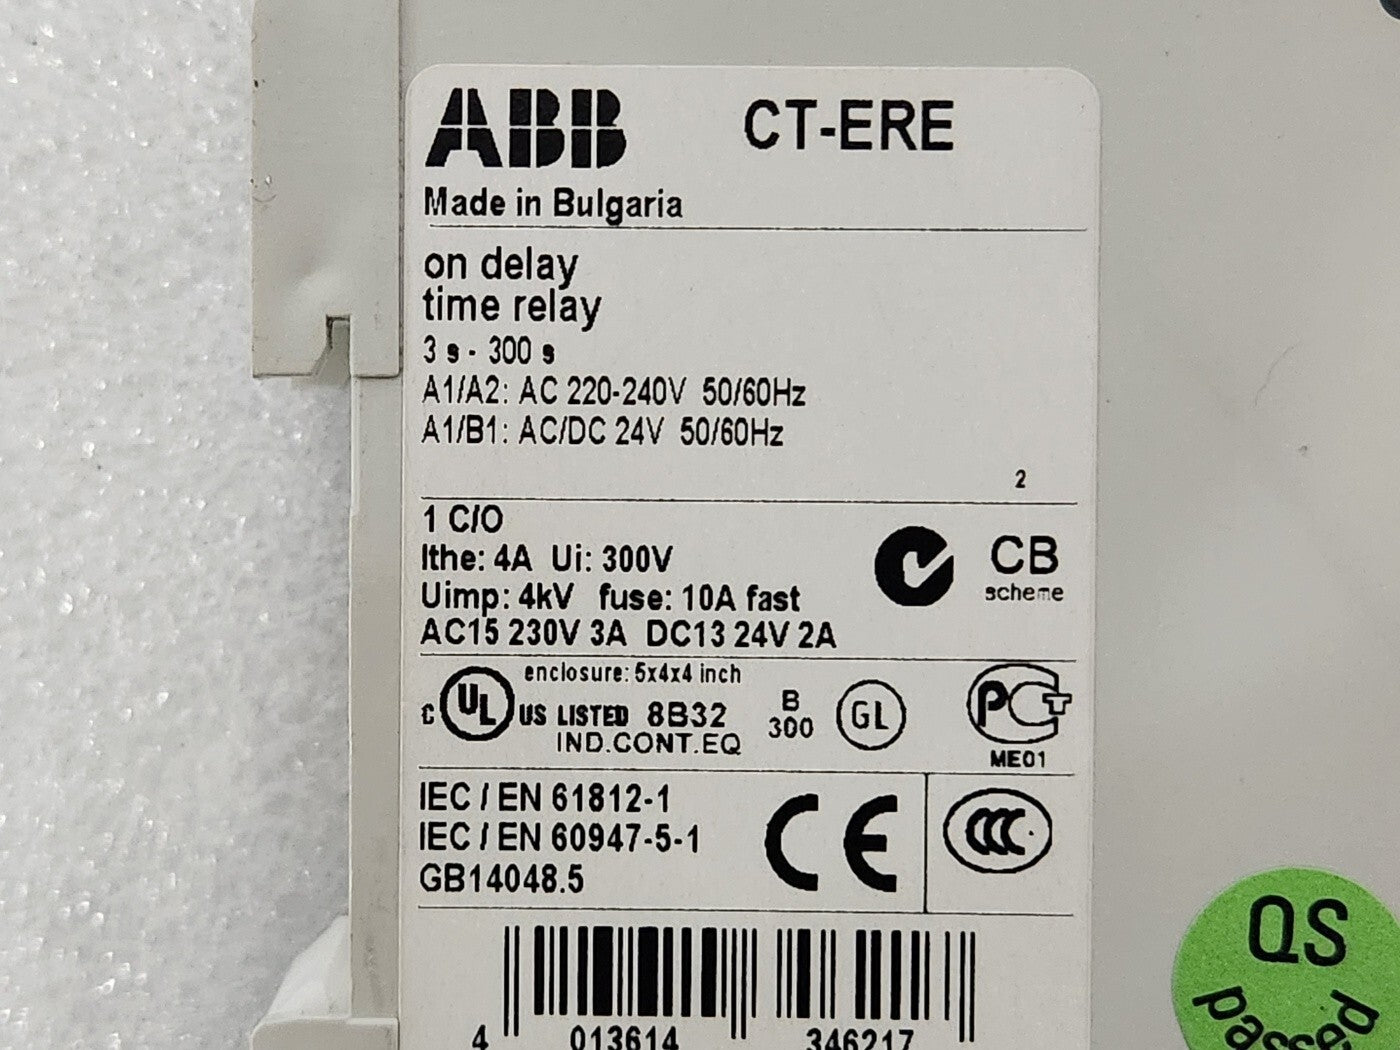 ABB CT-ERE
Made in Bulgaria
on delay
time relay
3 s - 300 s
A1/A2: AC 220-240V 50/60Hz
A1/B1: AC/DC 24V 50/60Hz
2
1 C/O
Ithe: 4A Ui: 300V
Uimp: 4kV fuse: 10A fast
AC15 230V 3A DC13 24V 2A
CB
scheme
enclosure: 5x4x4 inch
C UL US LISTED 8B32
IND.CONT.EQ
B
300
GL
PCT
ME01
IEC / EN 61812-1
IEC / EN 60947-5-1
GB14048.5
CE
CCC
4 013614 346217
QS
passed